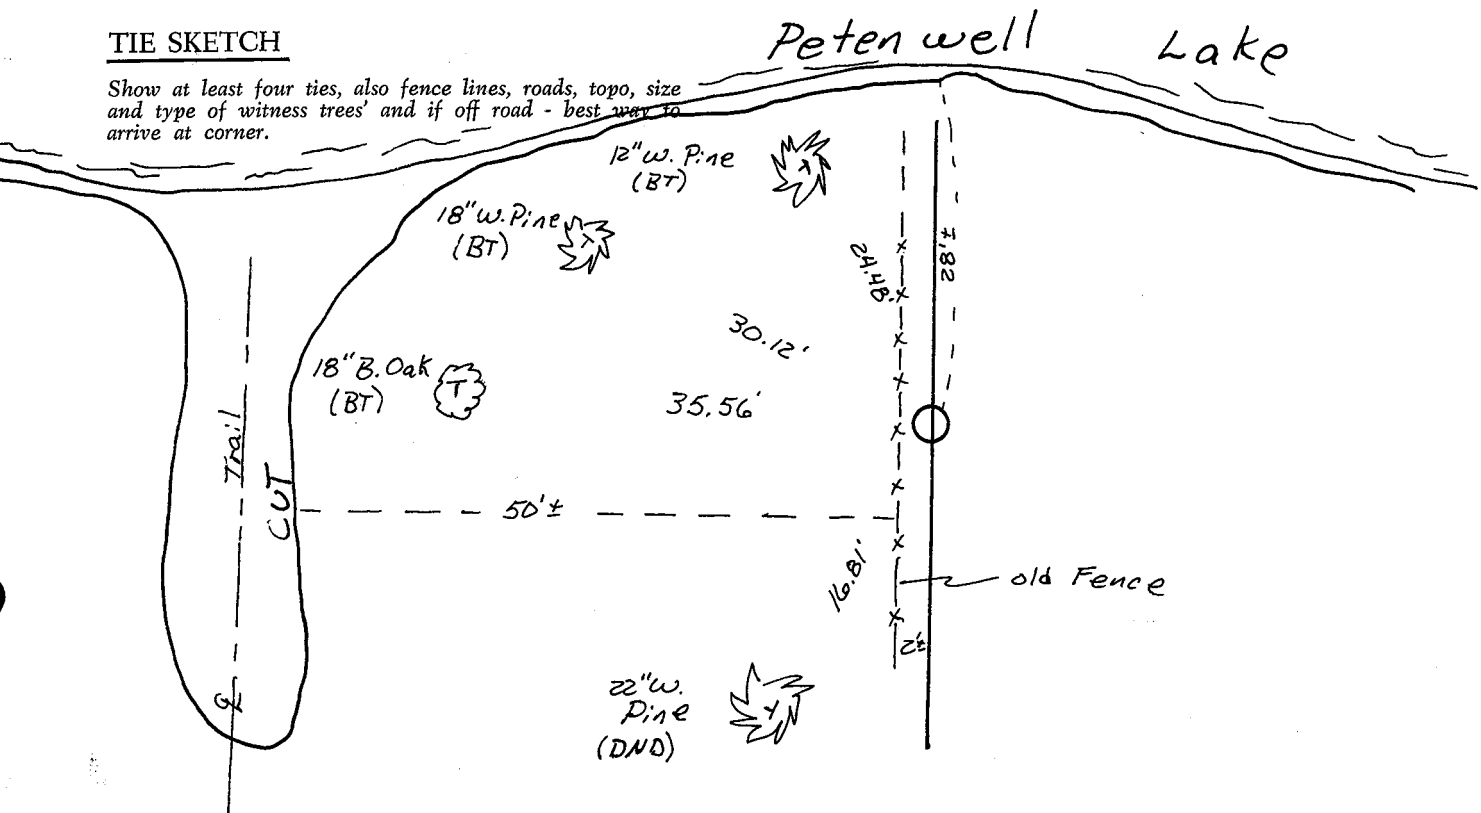 TIE SKETCH
Show at least four ties, also fence lines, roads, topo, size
and type of witness trees' and if off road - best way to
arrive at corner.
Petenwell Lake
12" W. Pine
(BT)
18" W. Pine
(BT)
18" B. Oak
(BT)
T
24.48'
30.12'
35.56'
Trail
CUT
50'±
16.81'
old Fence
2'±
22" W.
Pine
(DND)